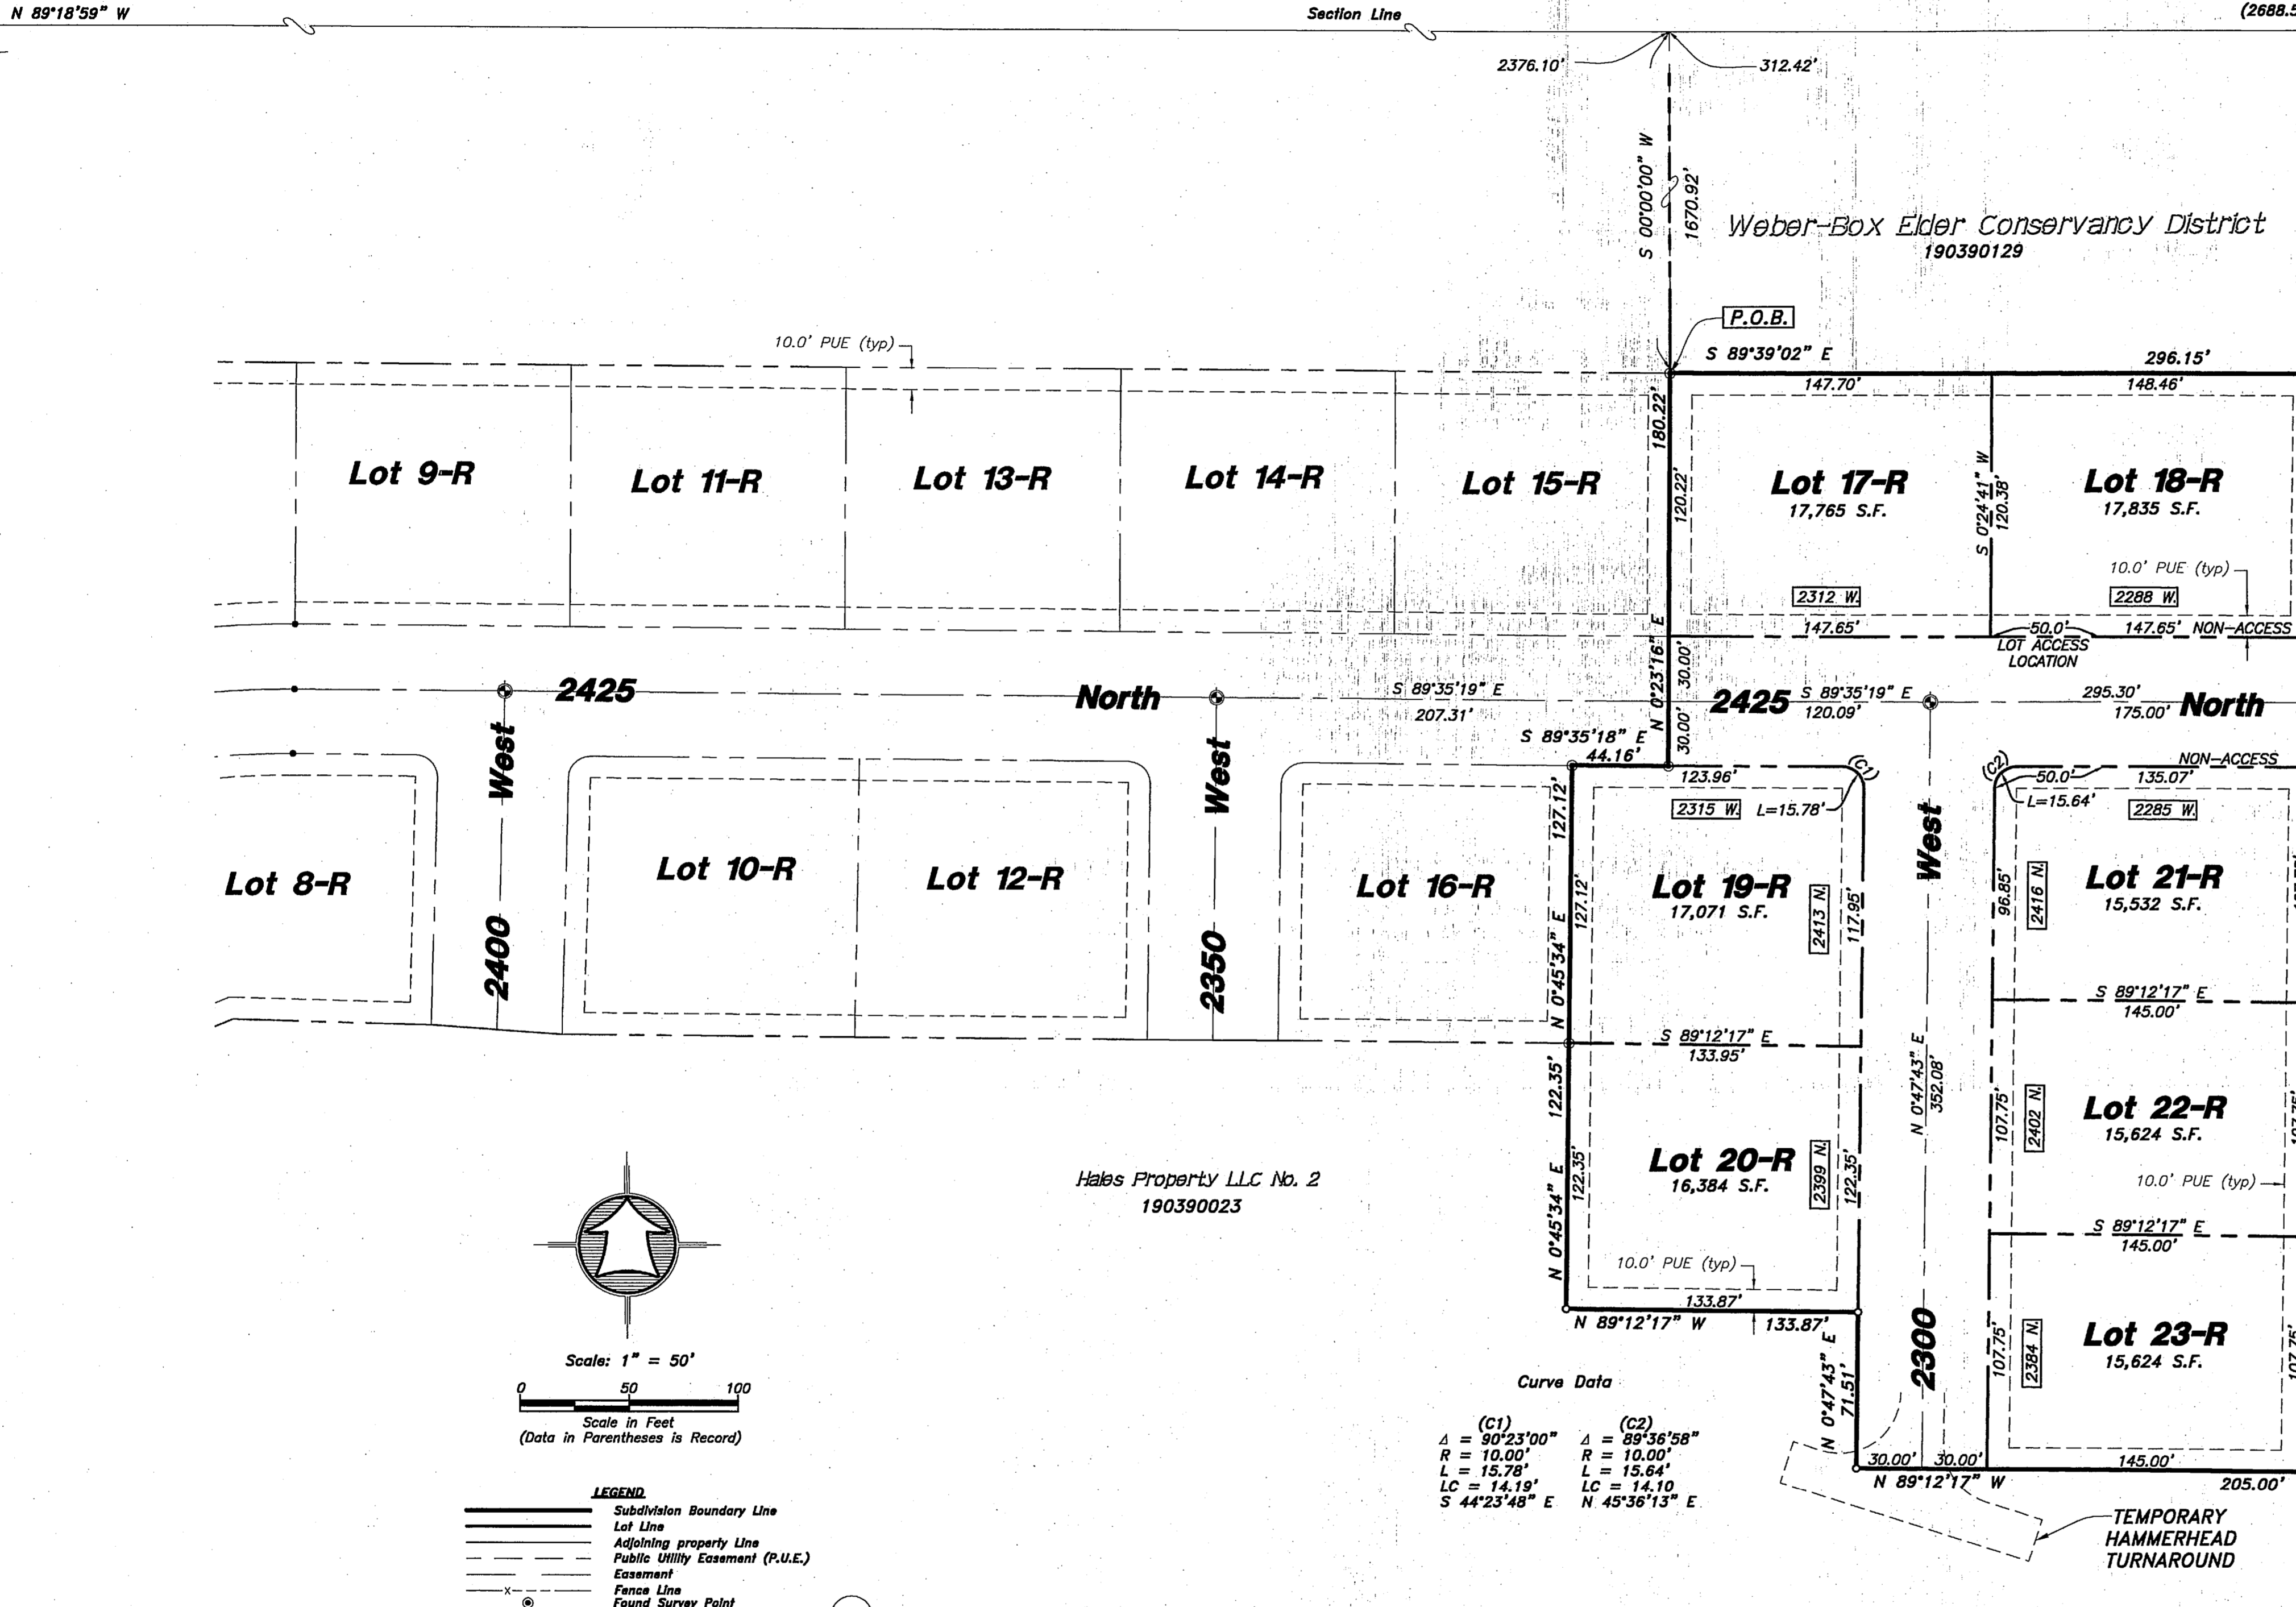 N 89°18'59" W
Section Line
(2688.5
2376.10'
312.42'
S 00°00'00" W
1670.92'
Weber-Box Elder Conservancy District
190390129
P.O.B.
S 89°39'02" E
296.15'
10.0' PUE (typ)
147.70'
148.46'
180.22'
120.22'
S 0°24'41" W
120.38'
Lot 9-R
Lot 11-R
Lot 13-R
Lot 14-R
Lot 15-R
Lot 17-R
17,765 S.F.
Lot 18-R
17,835 S.F.
10.0' PUE (typ)
2312 W.
2288 W.
147.65'
50.0'
147.65'
NON-ACCESS
LOT ACCESS
LOCATION
N 0°23'16" E
30.00'
30.00'
2425
North
S 89°35'19" E
207.31'
2425
S 89°35'19" E
120.09'
295.30'
175.00'
North
S 89°35'18" E
44.16'
123.96'
(C1)
(C2)
NON-ACCESS
50.0'
135.07'
L=15.64'
2315 W.
L=15.78'
2285 W.
West
2400
West
2350
West
2300
127.12'
127.12'
N 0°45'34" E
Lot 8-R
Lot 10-R
Lot 12-R
Lot 16-R
Lot 19-R
17,071 S.F.
2413 N.
117.95'
96.85'
2416 N.
Lot 21-R
15,532 S.F.
S 89°12'17" E
145.00'
S 89°12'17" E
133.95'
N 0°47'43" E
352.08'
122.35'
122.35'
N 0°45'34" E
Lot 20-R
16,384 S.F.
2399 N.
122.35'
107.75'
2402 N.
Lot 22-R
15,624 S.F.
107.75'
10.0' PUE (typ)
S 89°12'17" E
145.00'
Hales Property LLC No. 2
190390023
10.0' PUE (typ)
133.87'
N 89°12'17" W
133.87'
N 0°47'43" E
71.51'
107.75'
2384 N.
Lot 23-R
15,624 S.F.
107.75'
30.00'
30.00'
145.00'
N 89°12'17" W
205.00'
TEMPORARY
HAMMERHEAD
TURNAROUND
Scale: 1" = 50'
0 50 100
Scale in Feet
(Data in Parentheses is Record)
Curve Data
(C1)
Δ = 90°23'00"
R = 10.00'
L = 15.78'
LC = 14.19'
S 44°23'48" E
(C2)
Δ = 89°36'58"
R = 10.00'
L = 15.64'
LC = 14.10
N 45°36'13" E
LEGEND
Subdivision Boundary Line
Lot Line
Adjoining property Line
Public Utility Easement (P.U.E.)
Easement
x
Fence Line
Found Survey Point